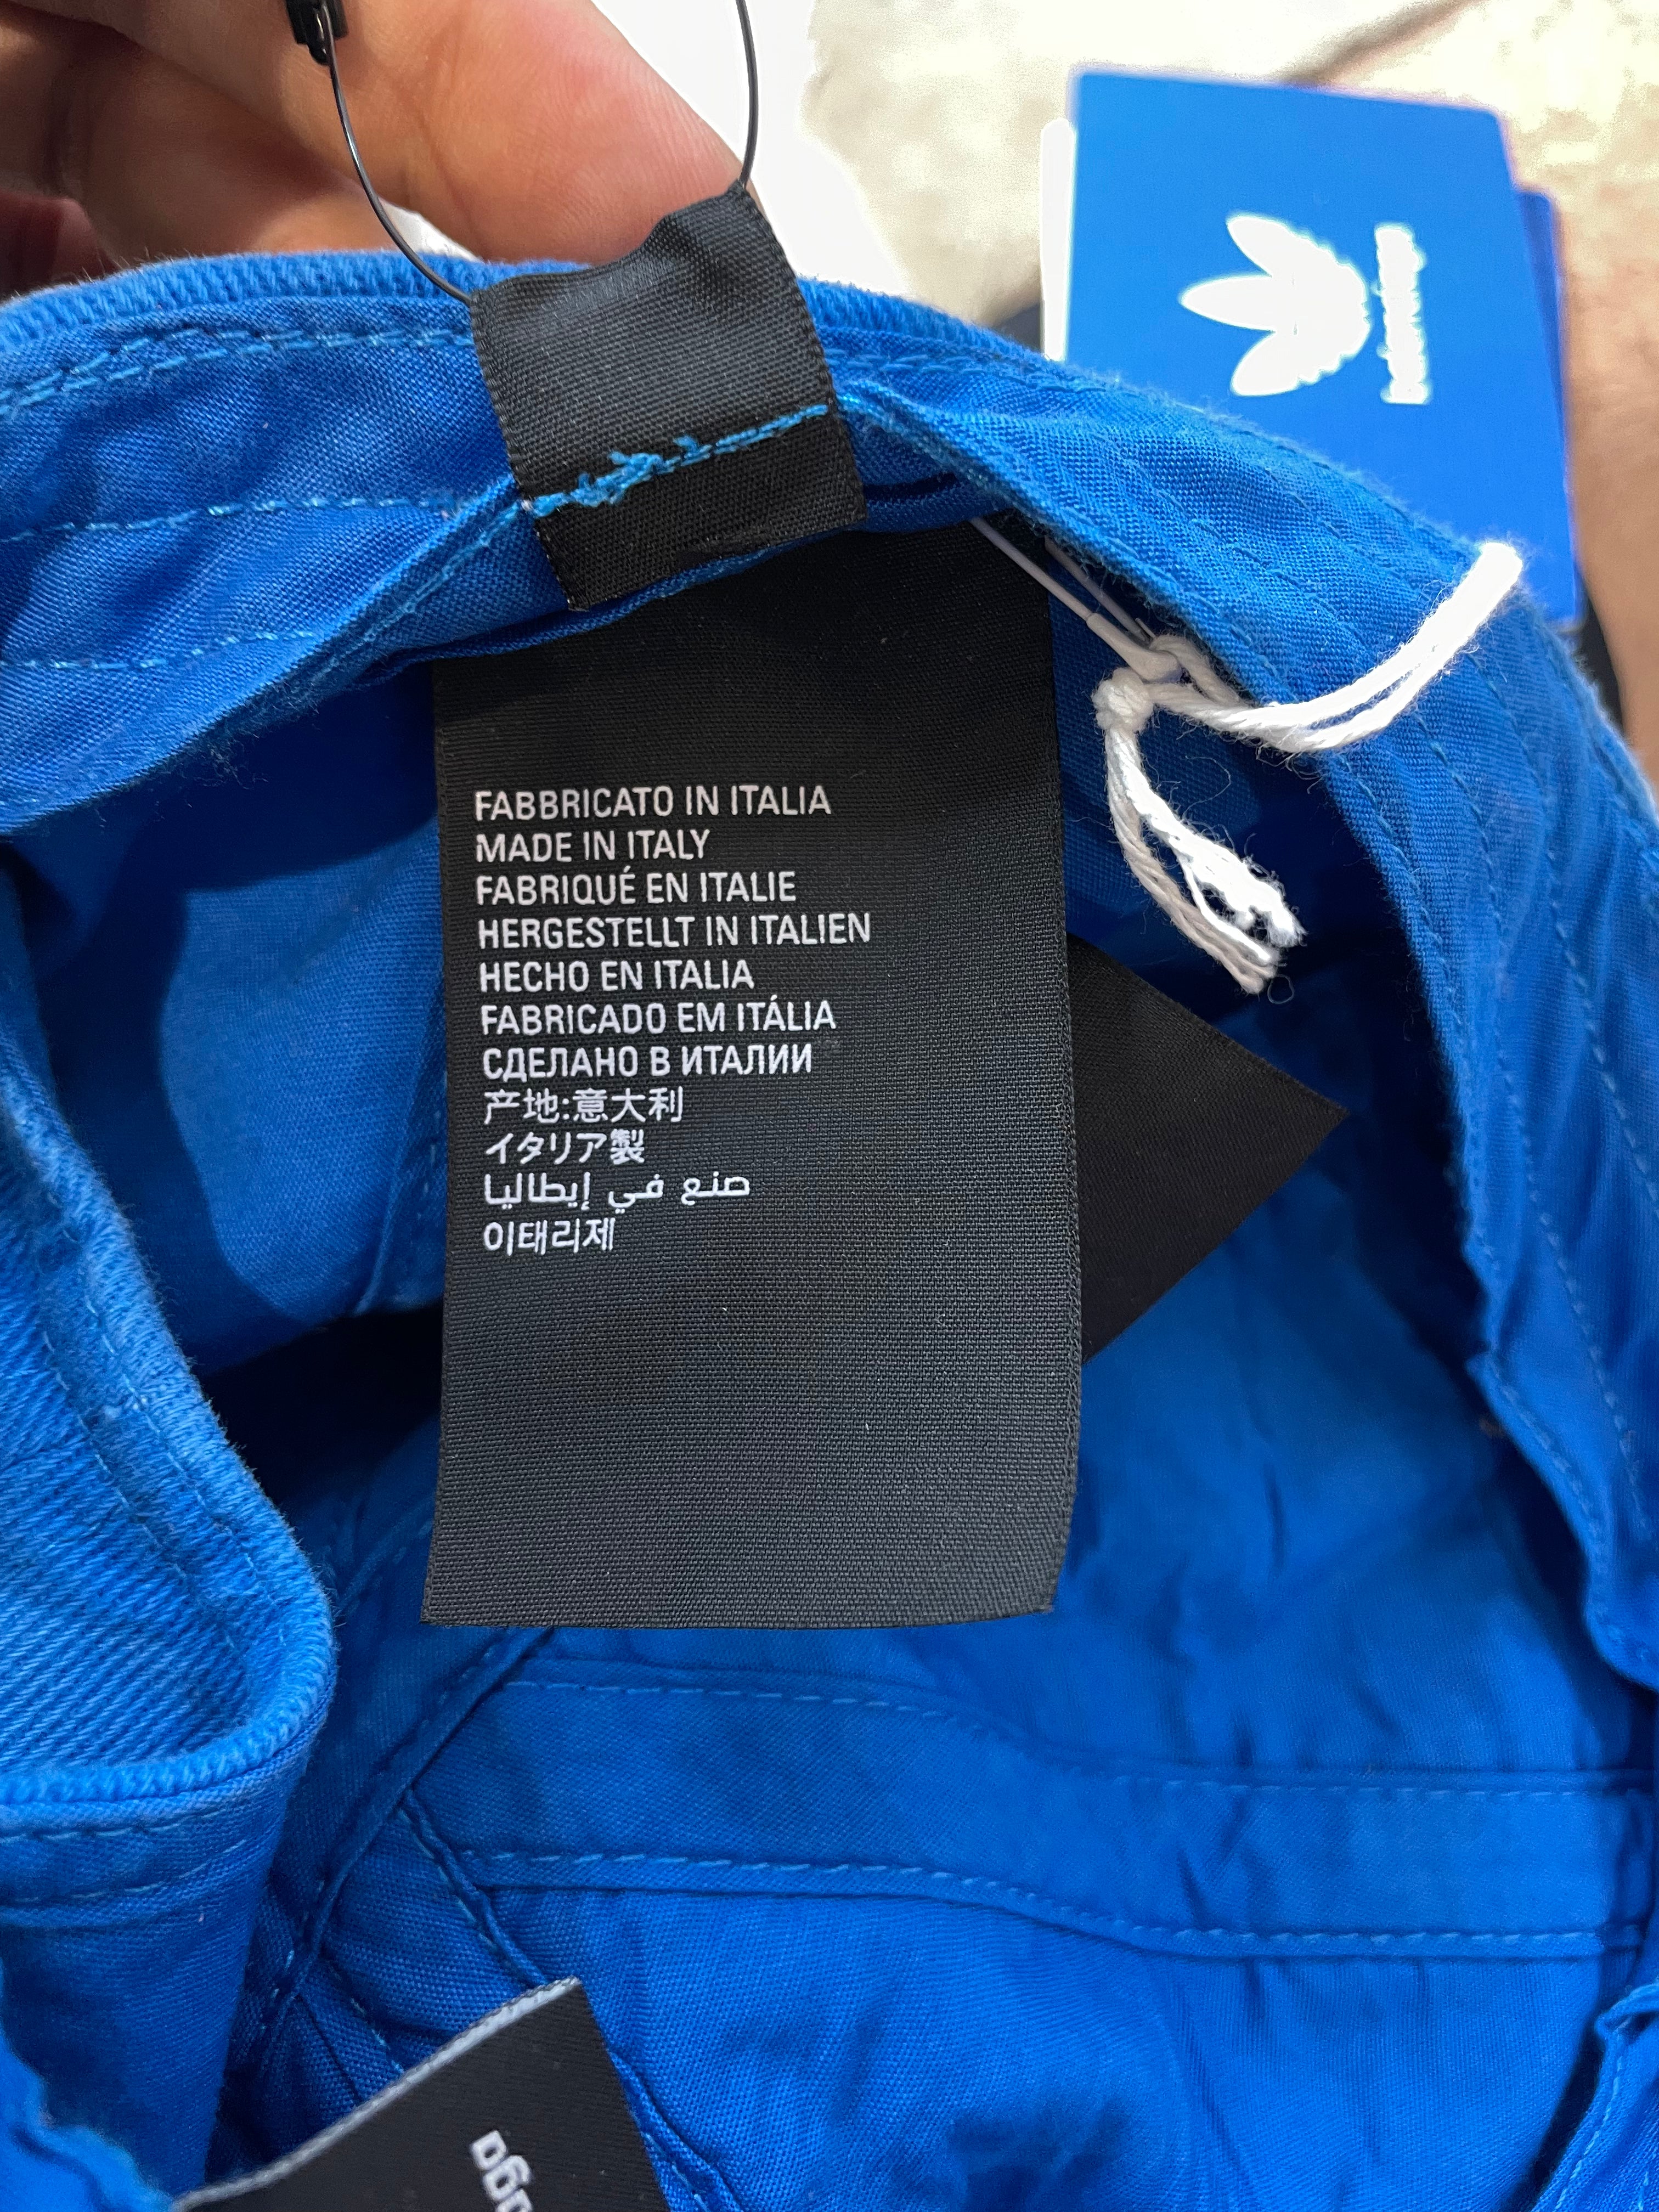 FABBRICATO IN ITALIA
MADE IN ITALY
FABRIQUÉ EN ITALIE
HERGESTELLT IN ITALIEN
HECHO EN ITALIA
FABRICADO EM ITÁLIA
СДЕЛАНО В ИТАЛИИ
产地:意大利
イタリア製
صنع في إيطاليا
이태리제